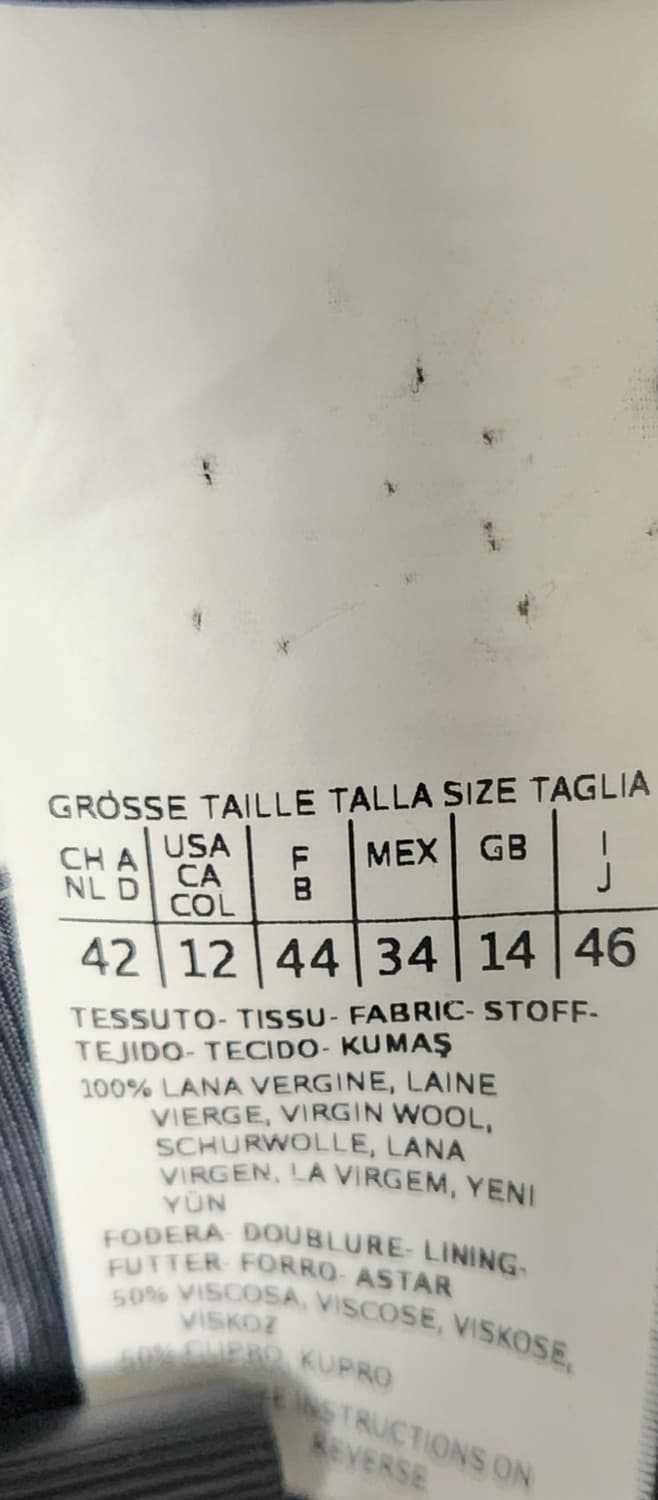 GRÖSSE TAILLE TALLA SIZE TAGLIA
CH A NL D | USA CA COL | F B | MEX | GB | I J
42 | 12 | 44 | 34 | 14 | 46
TESSUTO- TISSU- FABRIC- STOFF-
TEJIDO- TECIDO- KUMAŞ
100% LANA VERGINE, LAINE
VIERGE, VIRGIN WOOL,
SCHURWOLLE, LANA
VIRGEN, LA VIRGEM, YENI
YÜN
FODERA- DOUBLURE- LINING-
FUTTER- FORRO- ASTAR
50% VISCOSA, VISCOSE, VISKOSE,
VISKOZ
50% CUPRO, KUPRO
INSTRUCTIONS ON
REVERSE